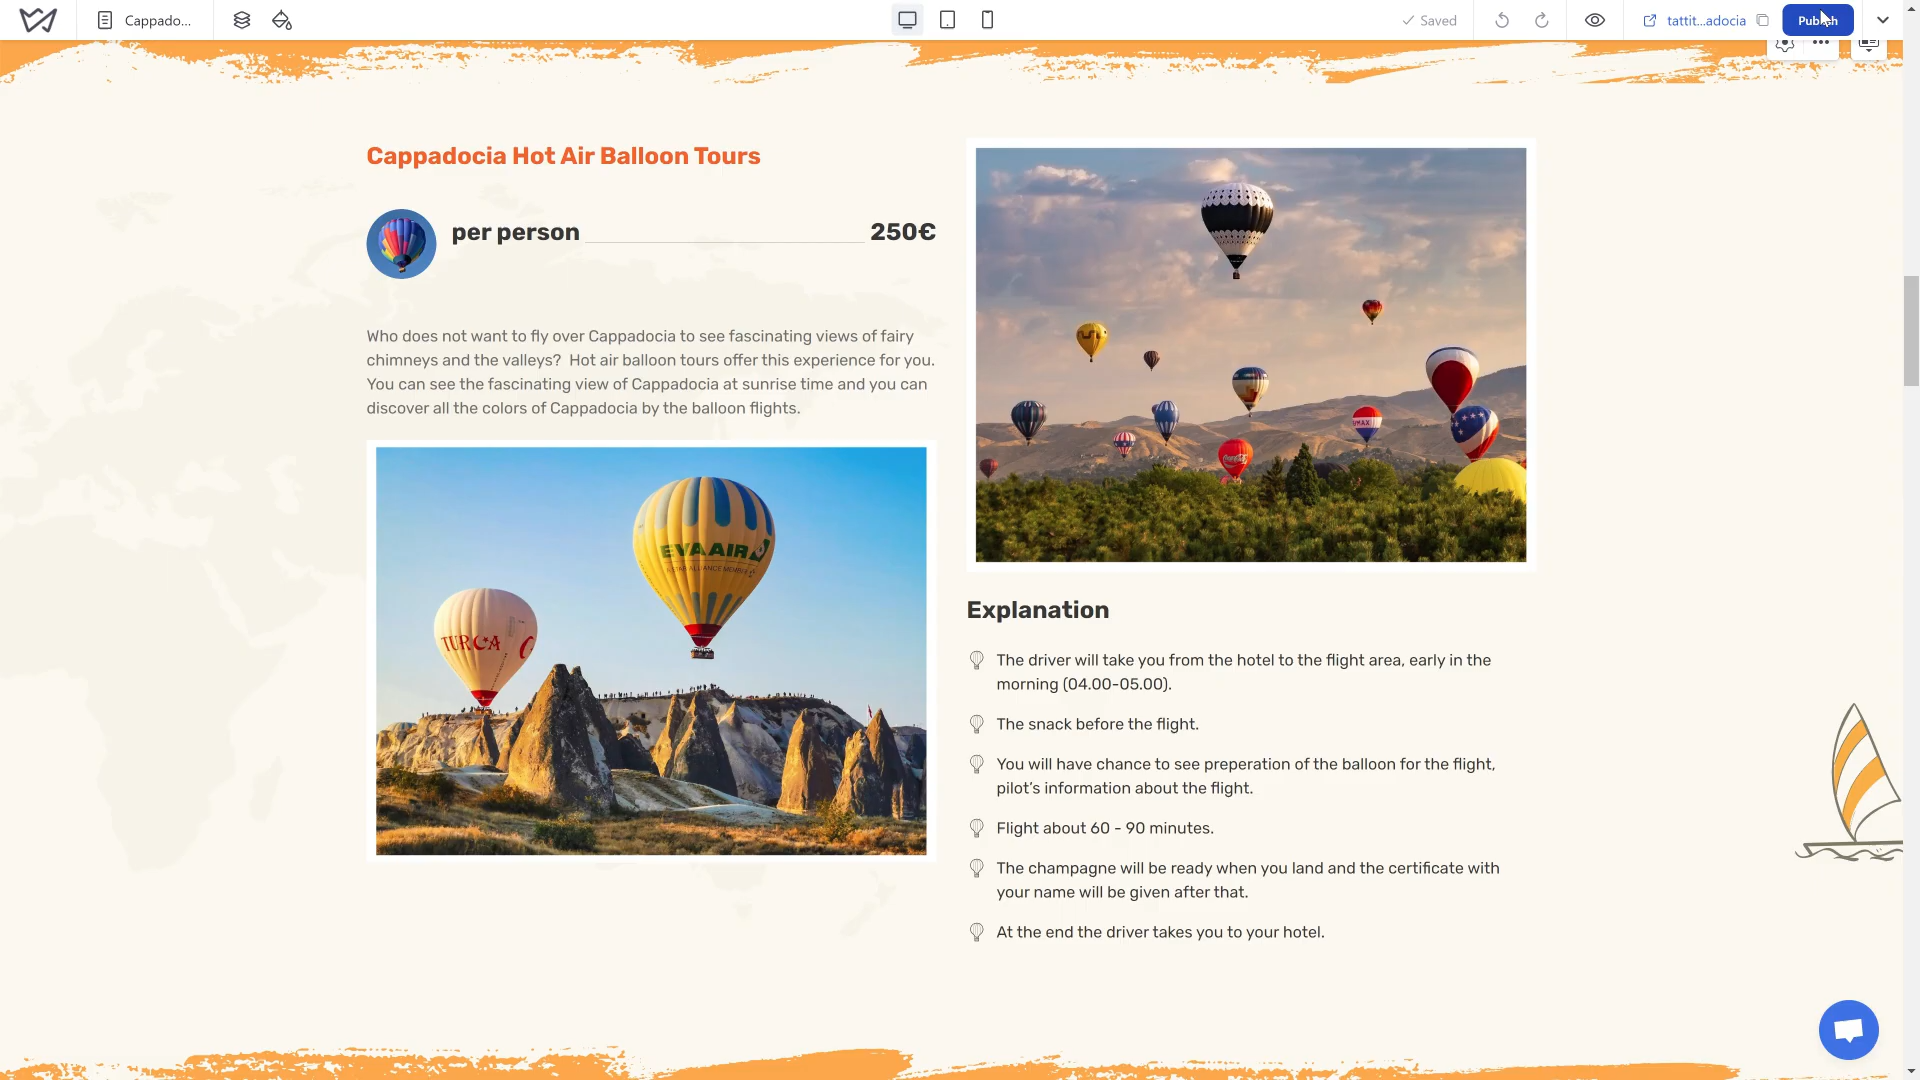 Cappado...
Saved
tattit...adocia
Publish
Cappadocia Hot Air Balloon Tours
per person 250€
Who does not want to fly over Cappadocia to see fascinating views of fairy
chimneys and the valleys?  Hot air balloon tours offer this experience for you.
You can see the fascinating view of Cappadocia at sunrise time and you can
discover all the colors of Cappadocia by the balloon flights.
EVA AIR
STAR ALLIANCE MEMBER
TURCA
Explanation
The driver will take you from the hotel to the flight area, early in the
morning (04.00-05.00).
The snack before the flight.
You will have chance to see preperation of the balloon for the flight,
pilot's information about the flight.
Flight about 60 - 90 minutes.
The champagne will be ready when you land and the certificate with
your name will be given after that.
At the end the driver takes you to your hotel.